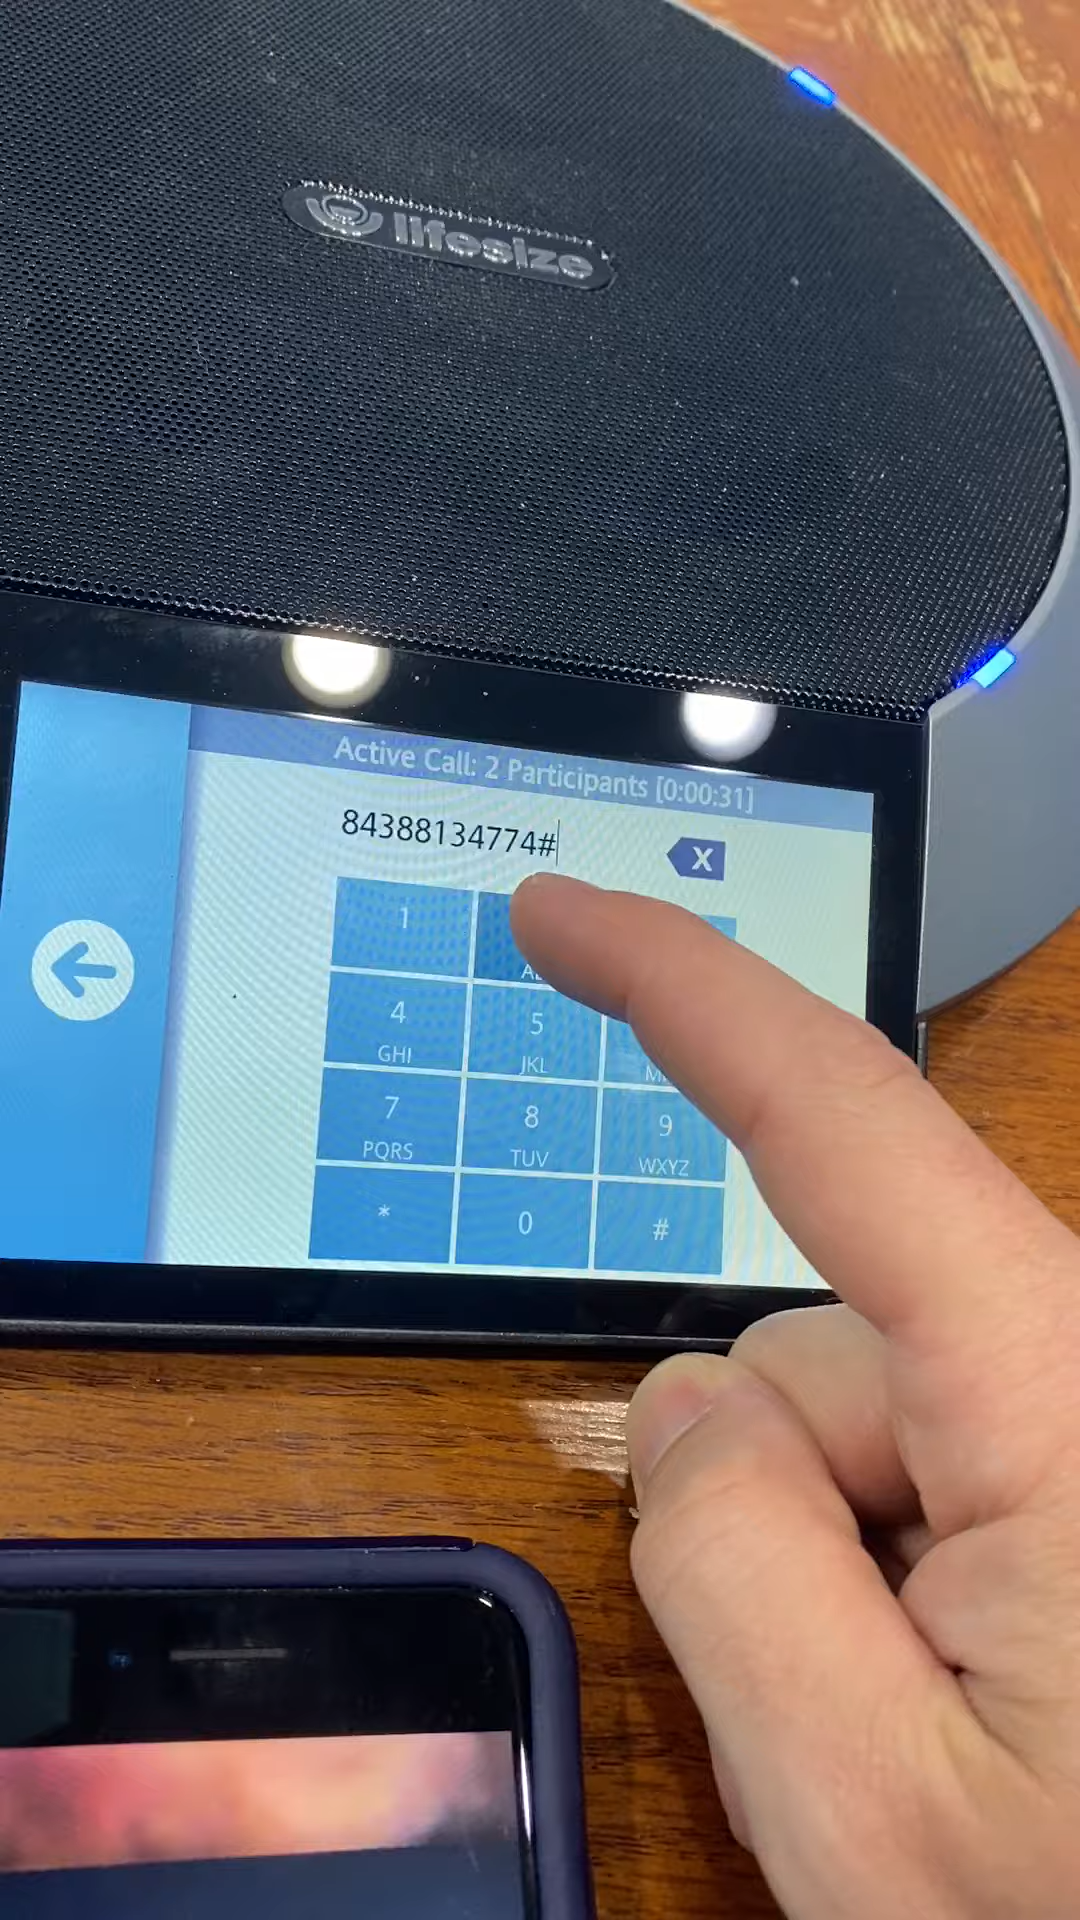 lifesize
Active Call: 2 Participants [0:00:31]
84388134774#
X
1
4
GHI
5
JKL
7
PQRS
8
TUV
9
WXYZ
*
0
#